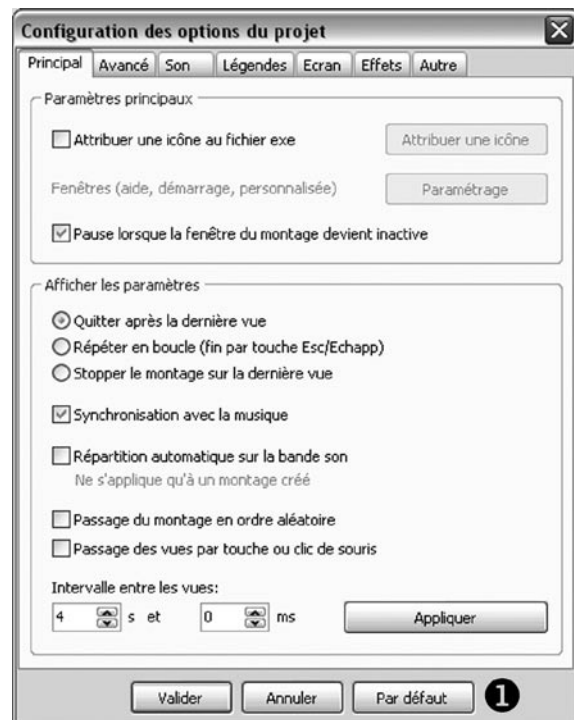 Configuration des options du projet
Principal Avancé Son Légendes Ecran Effets Autre
Paramètres principaux
Attribuer une icône au fichier exe Attribuer une icône
Fenêtres (aide, démarrage, personnalisée) Paramétrage
Pause lorsque la fenêtre du montage devient inactive
Afficher les paramètres
Quitter après la dernière vue
Répéter en boucle (fin par touche Esc/Echapp)
Stopper le montage sur la dernière vue
Synchronisation avec la musique
Répartition automatique sur la bande son
Ne s'applique qu'à un montage créé
Passage du montage en ordre aléatoire
Passage des vues par touche ou clic de souris
Intervalle entre les vues:
4 s et 0 ms Appliquer
Valider Annuler Par défaut ❶